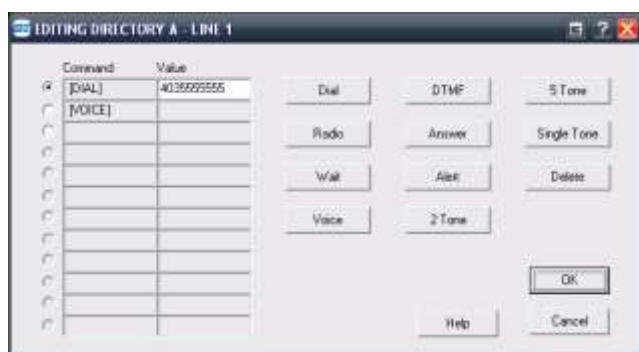 EDITING DIRECTORY A - LINE 1
Command Value
[DIAL] 4035555555
[VOICE]
Dial DTMF 5 Tone
Radio Answer Single Tone
Wait Alert Delete
Voice 2 Tone
OK
Help Cancel